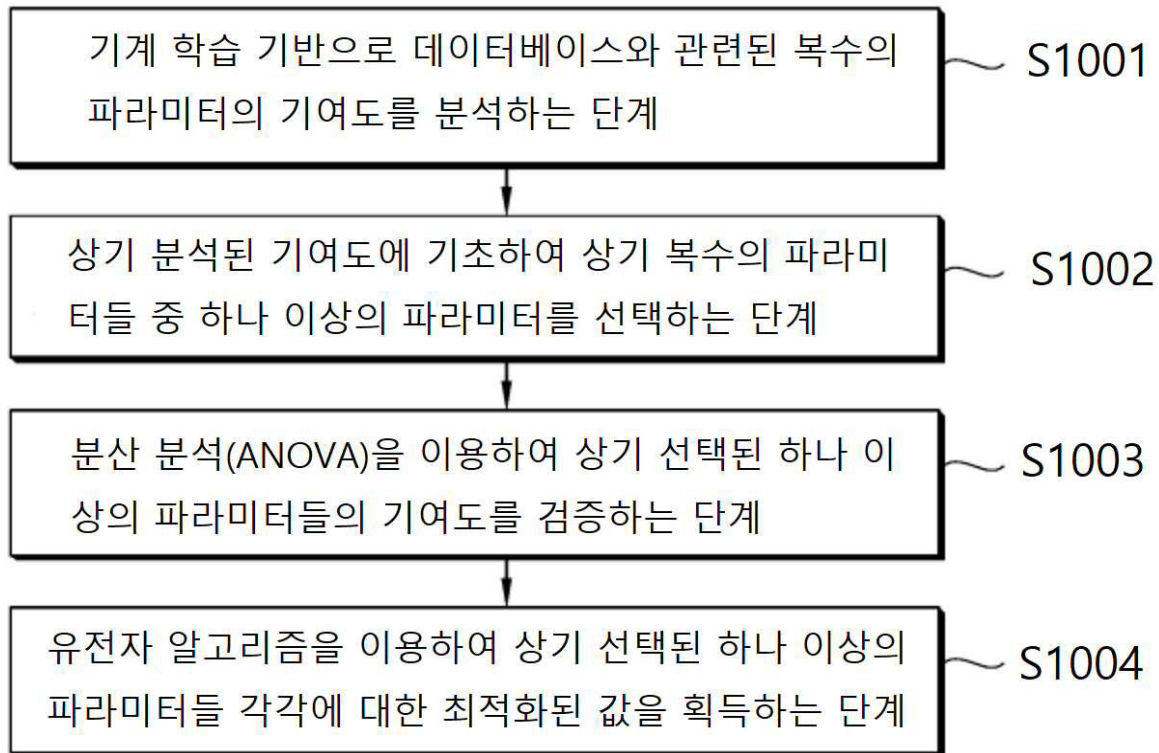 기계 학습 기반으로 데이터베이스와 관련된 복수의
파라미터의 기여도를 분석하는 단계
S1001
상기 분석된 기여도에 기초하여 상기 복수의 파라미
터들 중 하나 이상의 파라미터를 선택하는 단계
S1002
분산 분석(ANOVA)을 이용하여 상기 선택된 하나 이
상의 파라미터들의 기여도를 검증하는 단계
S1003
유전자 알고리즘을 이용하여 상기 선택된 하나 이상의
파라미터들 각각에 대한 최적화된 값을 획득하는 단계
S1004